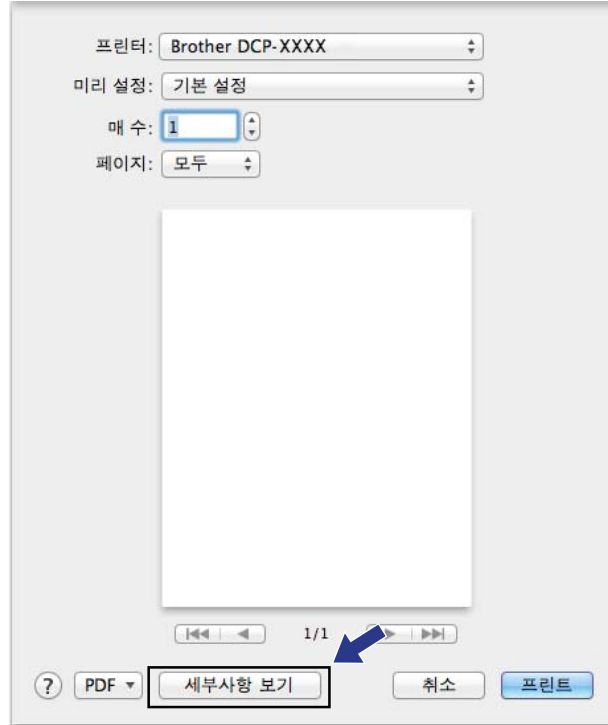 프린터: Brother DCP-XXXX
미리 설정: 기본 설정
매 수: 1
페이지: 모두
1/1
? PDF 세부사항 보기 취소 프린트